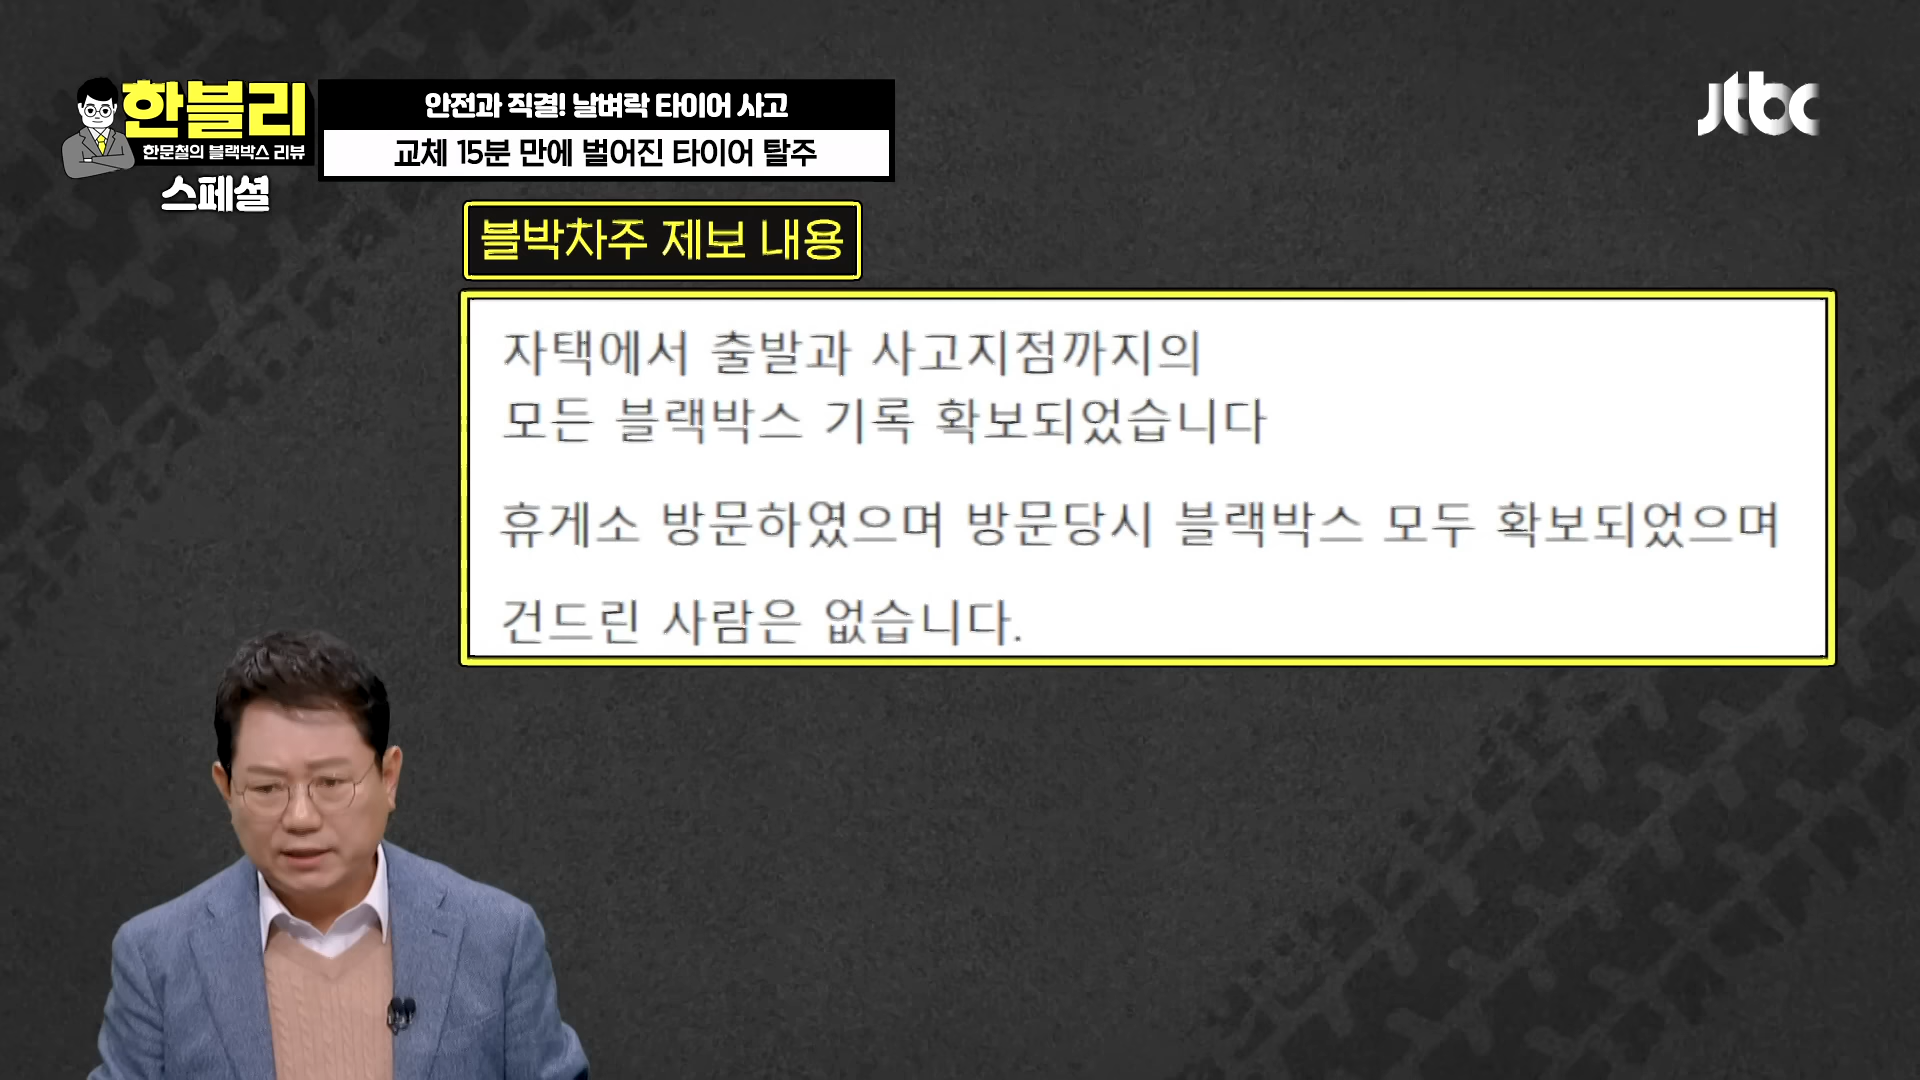 한블리
한문철의 블랙박스 리뷰
스페셜
안전과 직결! 날벼락 타이어 사고
교체 15분 만에 벌어진 타이어 탈주
jtbc
블박차주 제보 내용
자택에서 출발과 사고지점까지의
모든 블랙박스 기록 확보되었습니다
휴게소 방문하였으며 방문당시 블랙박스 모두 확보되었으며
건드린 사람은 없습니다.